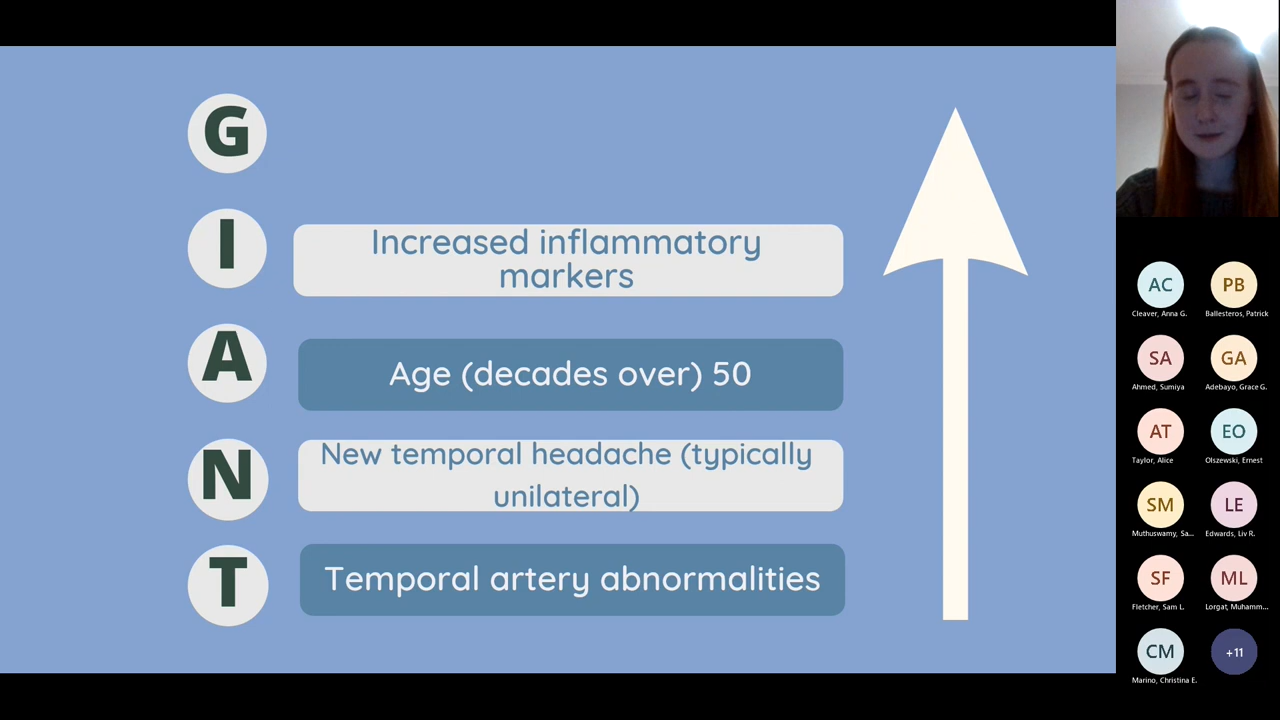 G
I
Increased inflammatory
markers
A
Age (decades over) 50
N
New temporal headache (typically
unilateral)
T
Temporal artery abnormalities
AC
PB
Cleaver, Anna G.
Ballesteros, Patrick
SA
GA
Ahmed, Sumiya
Adebayo, Grace G.
AT
EO
Taylor, Alice
Olszewski, Ernest
SM
LE
Muthuswamy, Sa...
Edwards, Liv R.
SF
ML
Fletcher, Sam L.
Lorgat, Muhamm...
CM
+11
Marino, Christina E.